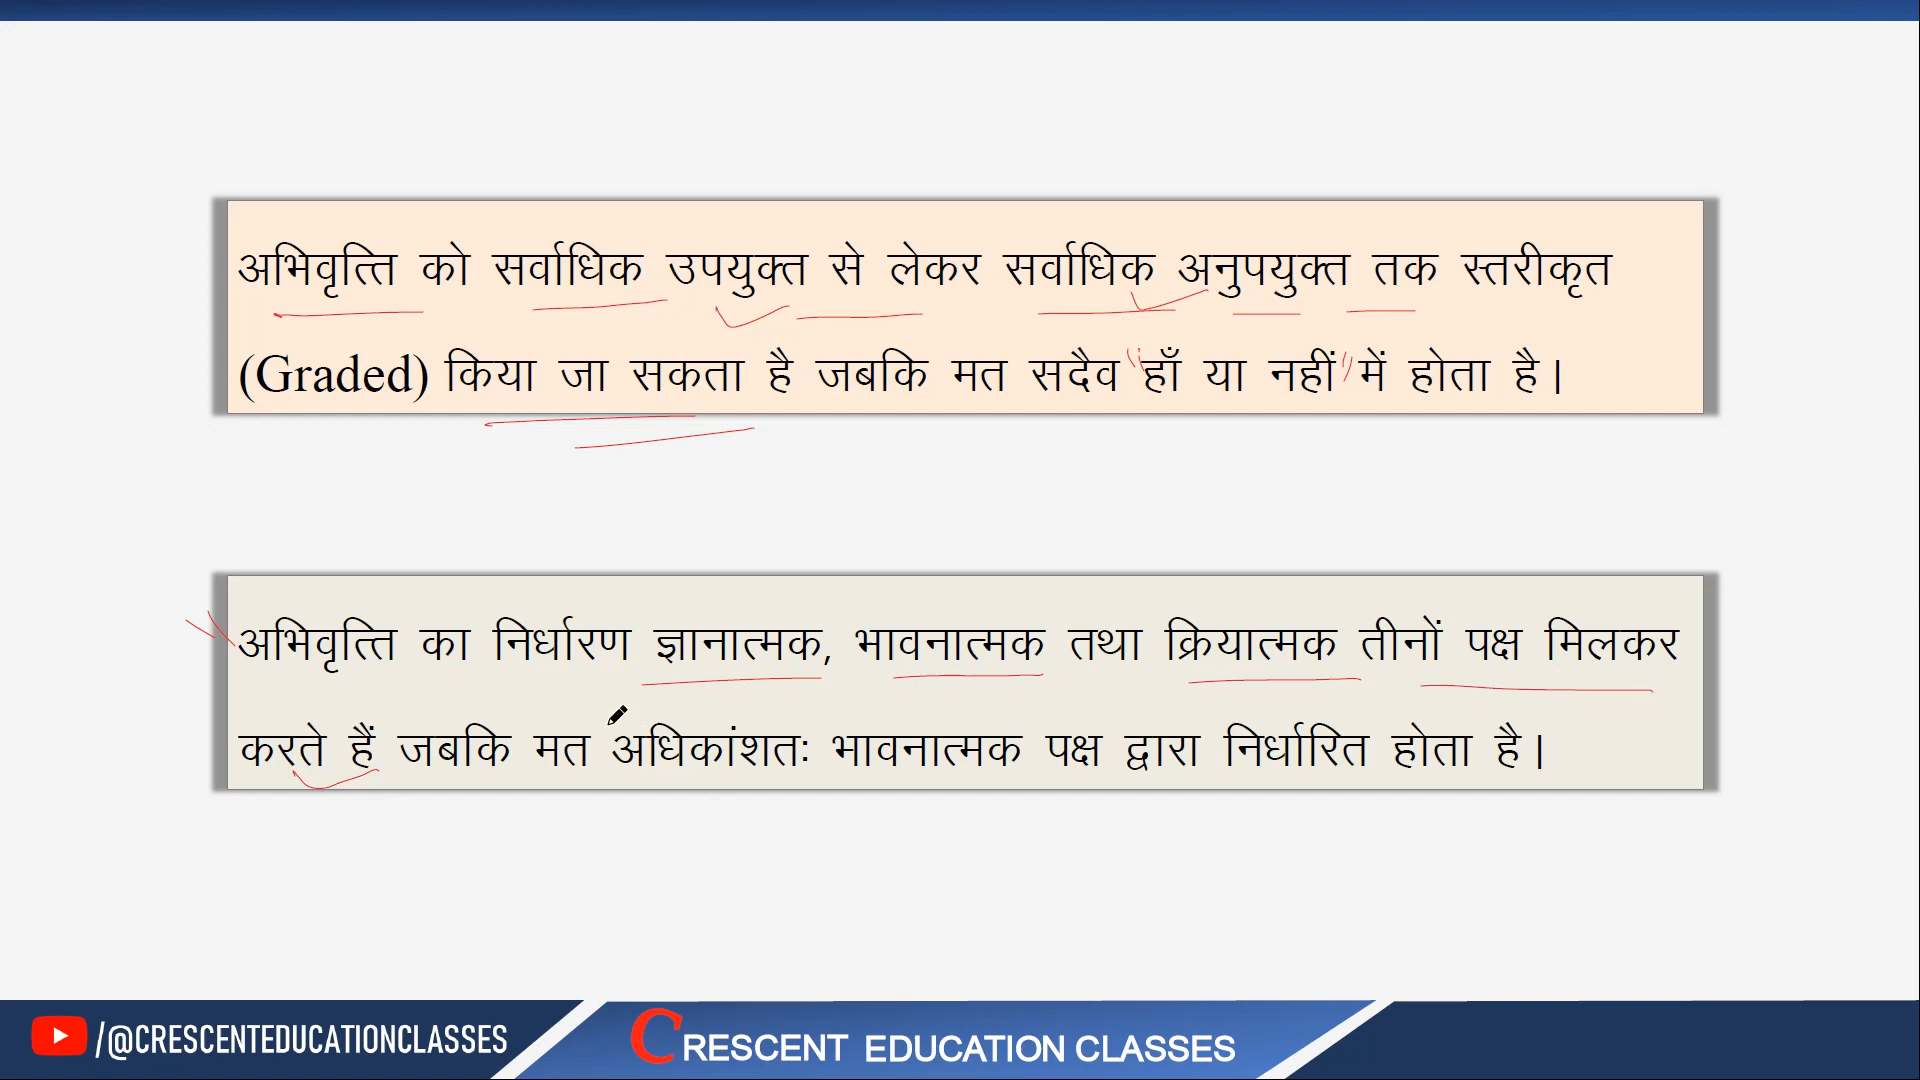 अभिवृत्ति को सर्वाधिक उपयुक्त से लेकर सर्वाधिक अनुपयुक्त तक स्तरीकृत
(Graded) किया जा सकता है जबकि मत सदैव "हाँ या नहीं" में होता है।
अभिवृत्ति का निर्धारण ज्ञानात्मक, भावनात्मक तथा क्रियात्मक तीनों पक्ष मिलकर
करते हैं जबकि मत अधिकांशतः भावनात्मक पक्ष द्वारा निर्धारित होता है।
/@CRESCENTEDUCATIONCLASSES
CRESCENT EDUCATION CLASSES